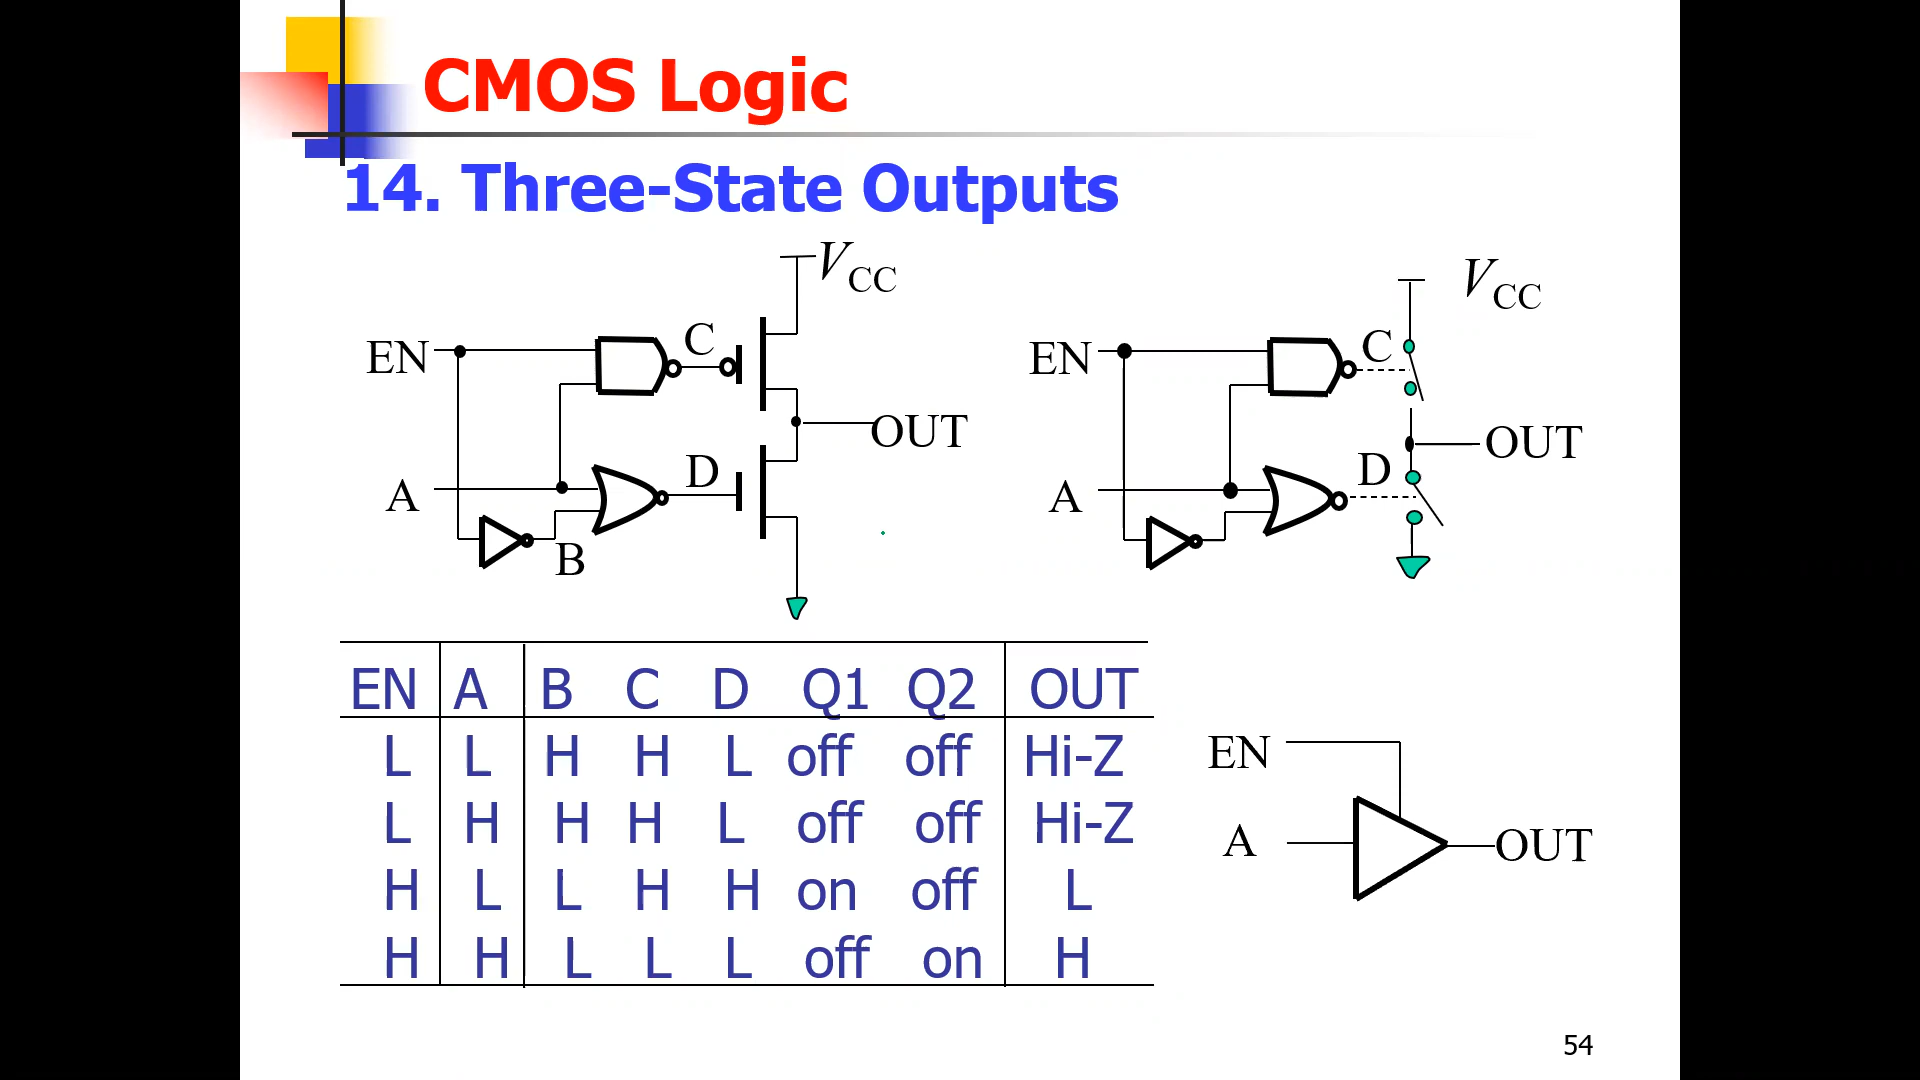 CMOS Logic
14. Three-State Outputs
VCC
EN
C
OUT
A
D
B
VCC
EN
C
OUT
A
D
EN A B C D Q1 Q2 OUT
L L H H L off off Hi-Z
L H H H L off off Hi-Z
H L L H H on off L
H H L L L off on H
EN
A
OUT
54